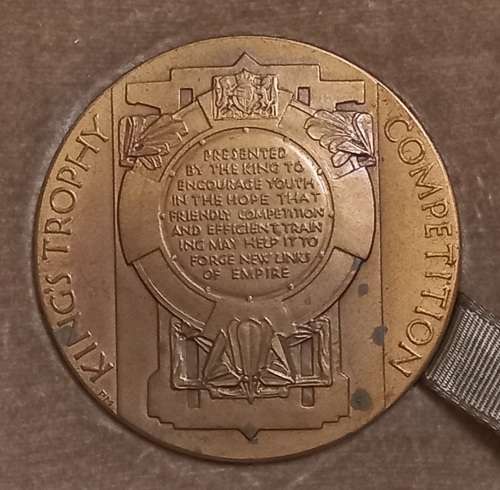 KING'S TROPHY
COMPETITION
PRESENTED
BY THE KING TO
ENCOURAGE YOUTH
IN THE HOPE THAT
FRIENDLY COMPETITION
AND EFFICIENT TRAIN
ING MAY HELP IT TO
FORGE NEW LINKS
OF EMPIRE
PM